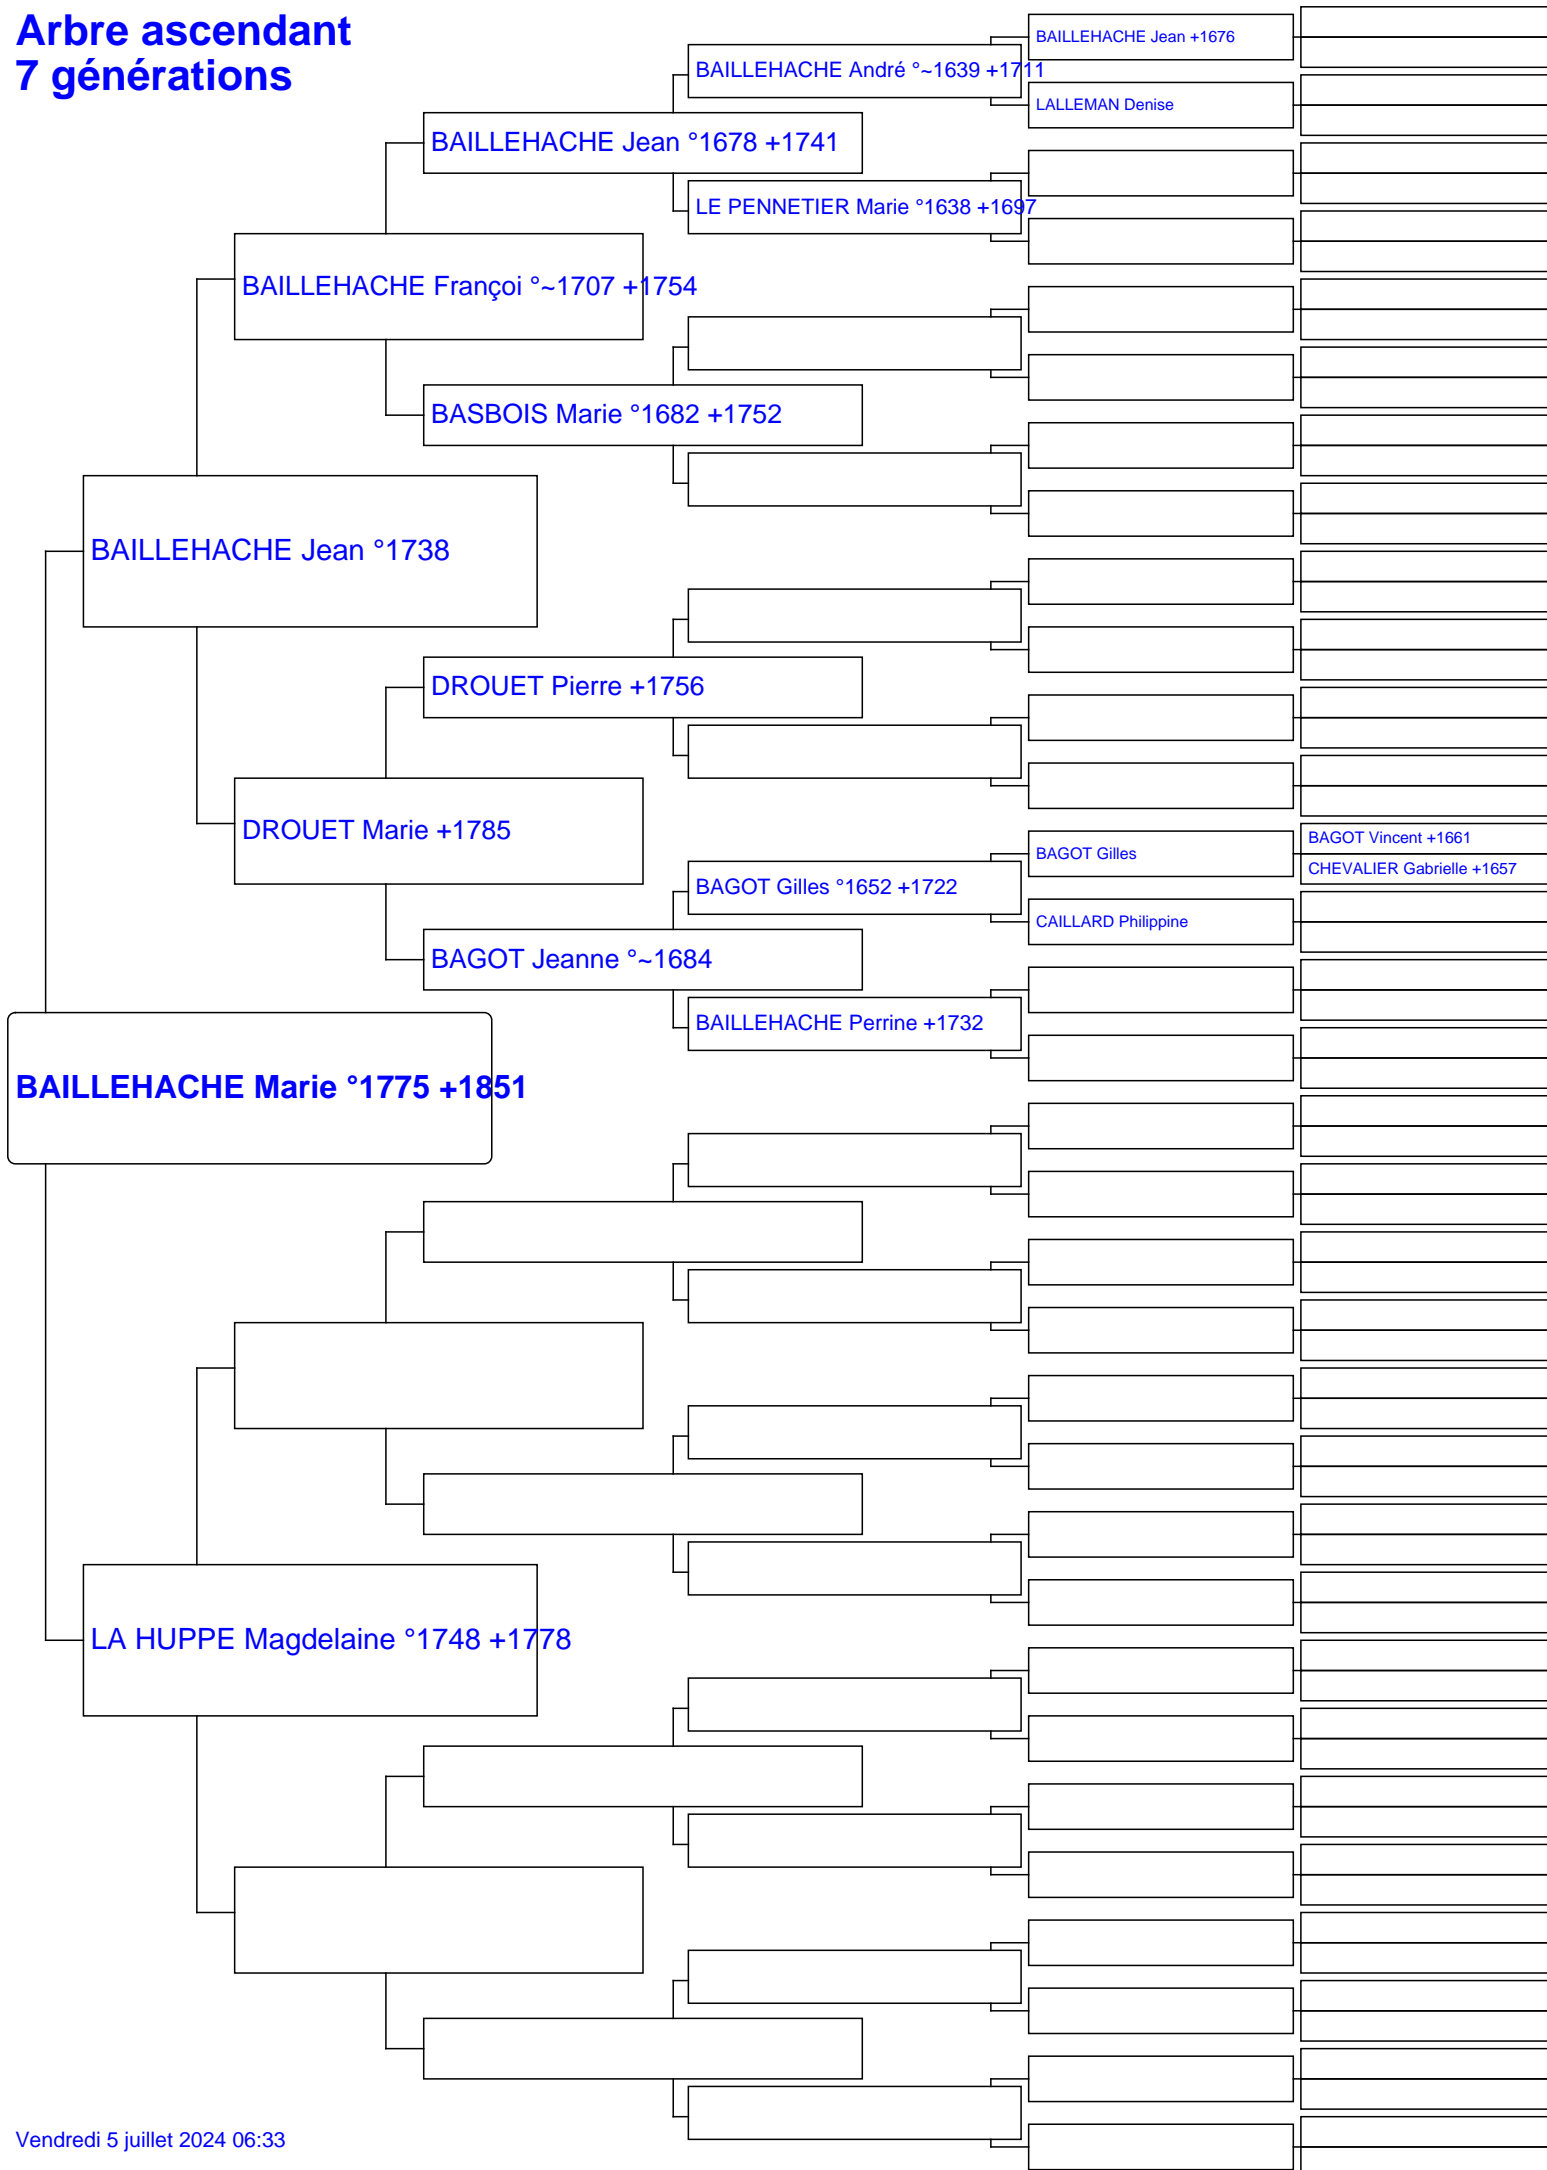 Arbre ascendant
7 générations
BAILLEHACHE Jean +1676
BAILLEHACHE André °~1639 +1711
LALLEMAN Denise
BAILLEHACHE Jean °1678 +1741
LE PENNETIER Marie °1638 +1697
BAILLEHACHE Françoi °~1707 +1754
BASBOIS Marie °1682 +1752
BAILLEHACHE Jean °1738
DROUET Pierre +1756
DROUET Marie +1785
BAGOT Vincent +1661
BAGOT Gilles
CHEVALIER Gabrielle +1657
BAGOT Gilles °1652 +1722
CAILLARD Philippine
BAGOT Jeanne °~1684
BAILLEHACHE Perrine +1732
BAILLEHACHE Marie °1775 +1851
LA HUPPE Magdelaine °1748 +1778
Vendredi 5 juillet 2024 06:33